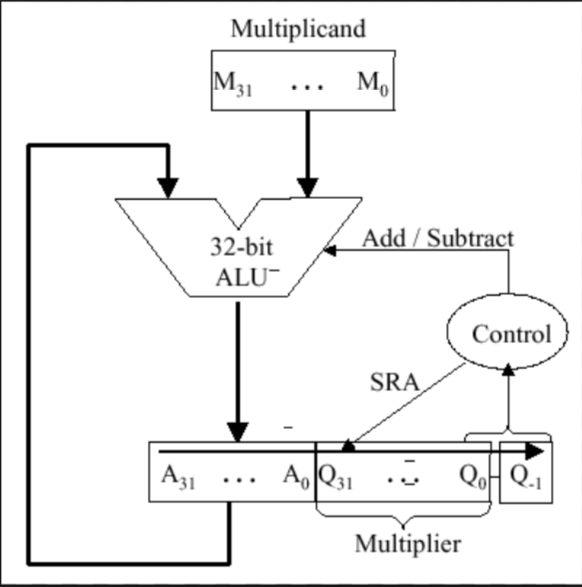 Multiplicand
M31 ... M0
32-bit
ALU
Add / Subtract
Control
SRA
A31 ... A0 Q31 ... Q0 Q-1
Multiplier